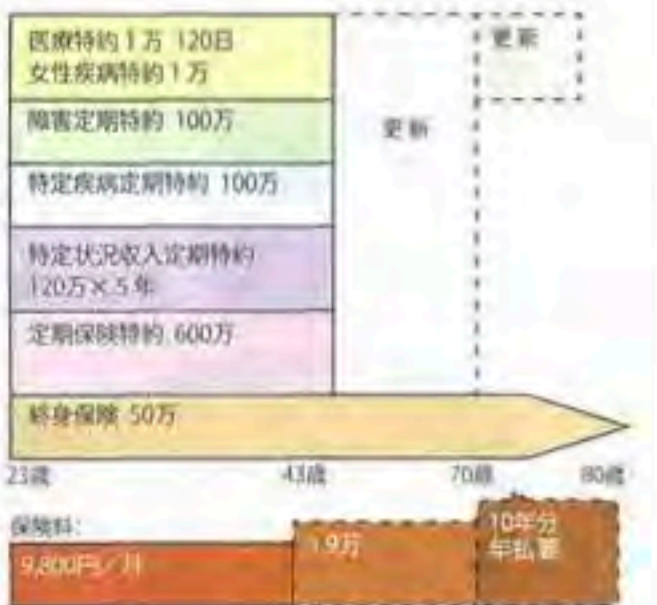 医療特約1万 120日
女性疾病特約1万
更新
障害定期特約 100万
更新
特定疾病定期特約 100万
特定状況収入定期特約
120万×5年
定期保険特約 600万
終身保険 50万
23歳
43歳
70歳
80歳
保険料:
9,800円/月
1.9万
10年分
年払着